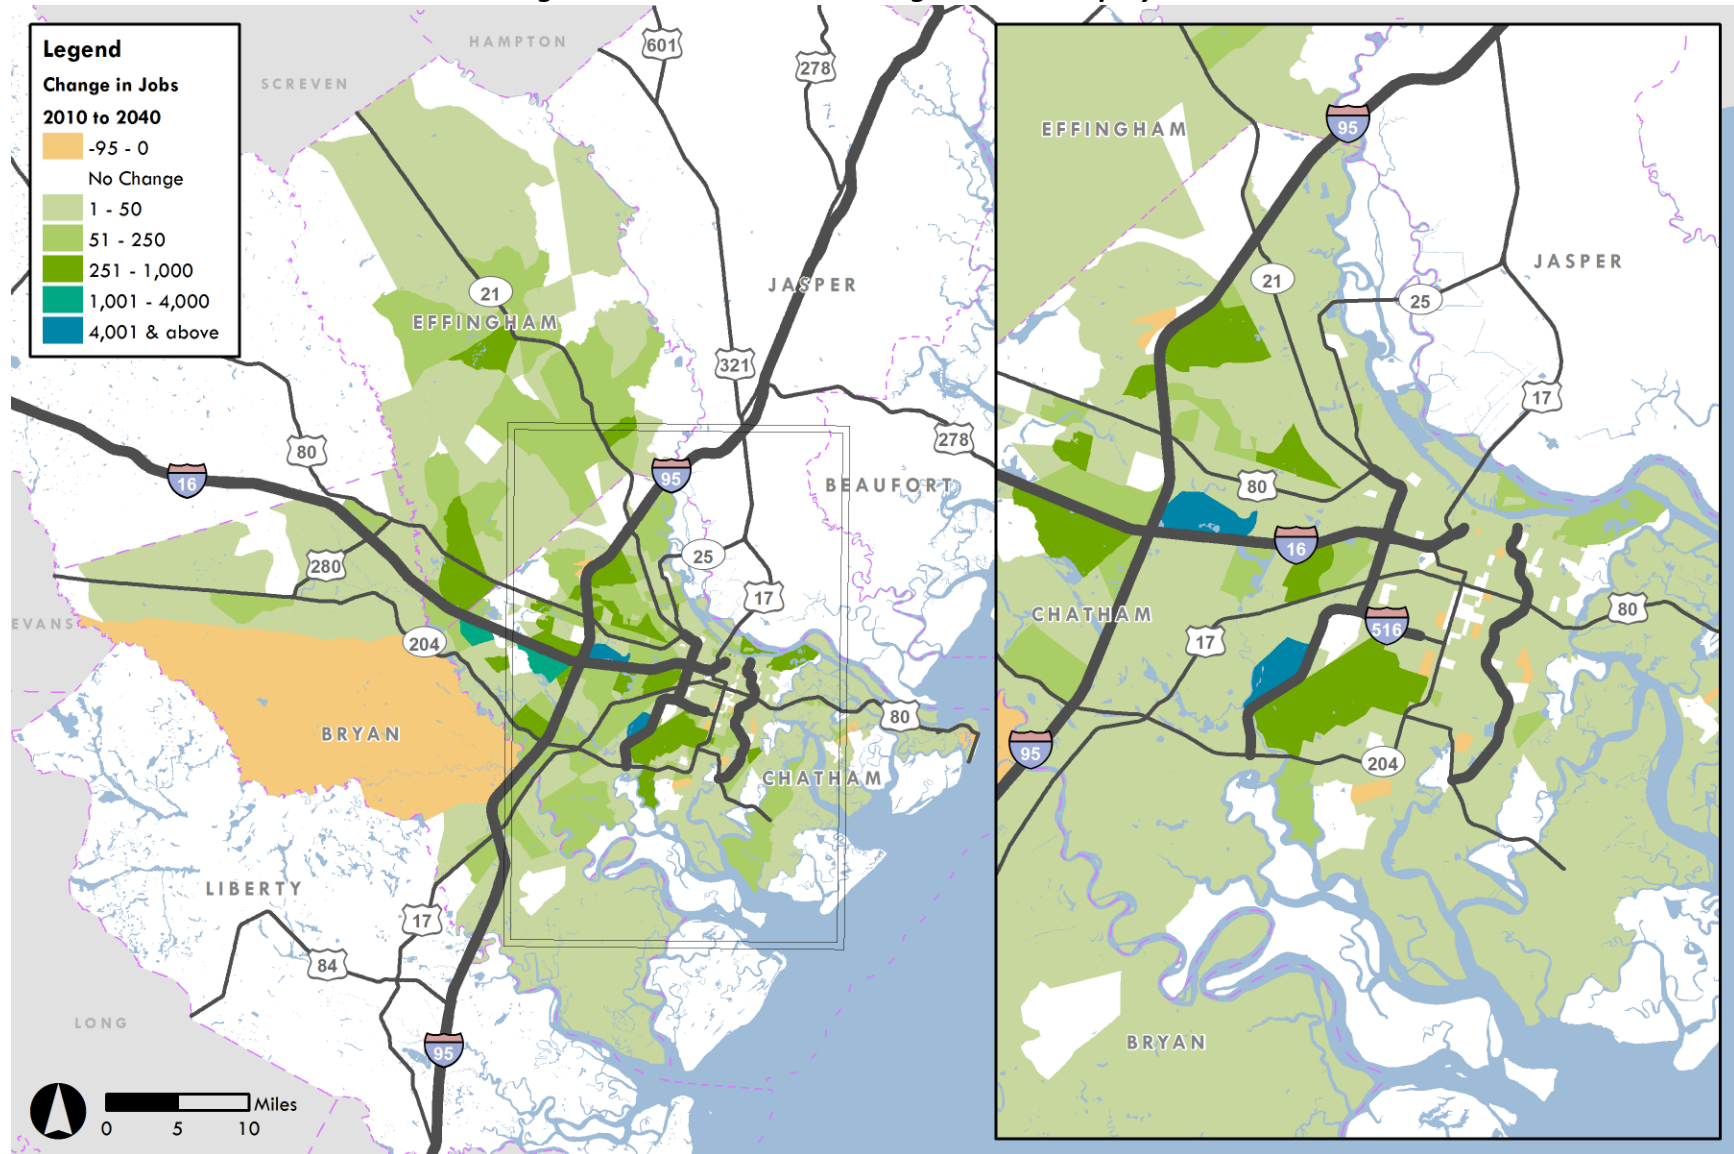 Legend
Change in Jobs
2010 to 2040
-95 - 0
No Change
1 - 50
51 - 250
251 - 1,000
1,001 - 4,000
4,001 & above
HAMPTON
SCREVEN
601
278
21
EFFINGHAM
JASPER
321
80
278
16
95
BEAUFORT
280
25
17
EVANS
204
80
BRYAN
CHATHAM
LIBERTY
17
84
LONG
95
0 5 10 Miles
EFFINGHAM
95
JASPER
21
25
17
80
16
CHATHAM
80
516
17
95
204
BRYAN